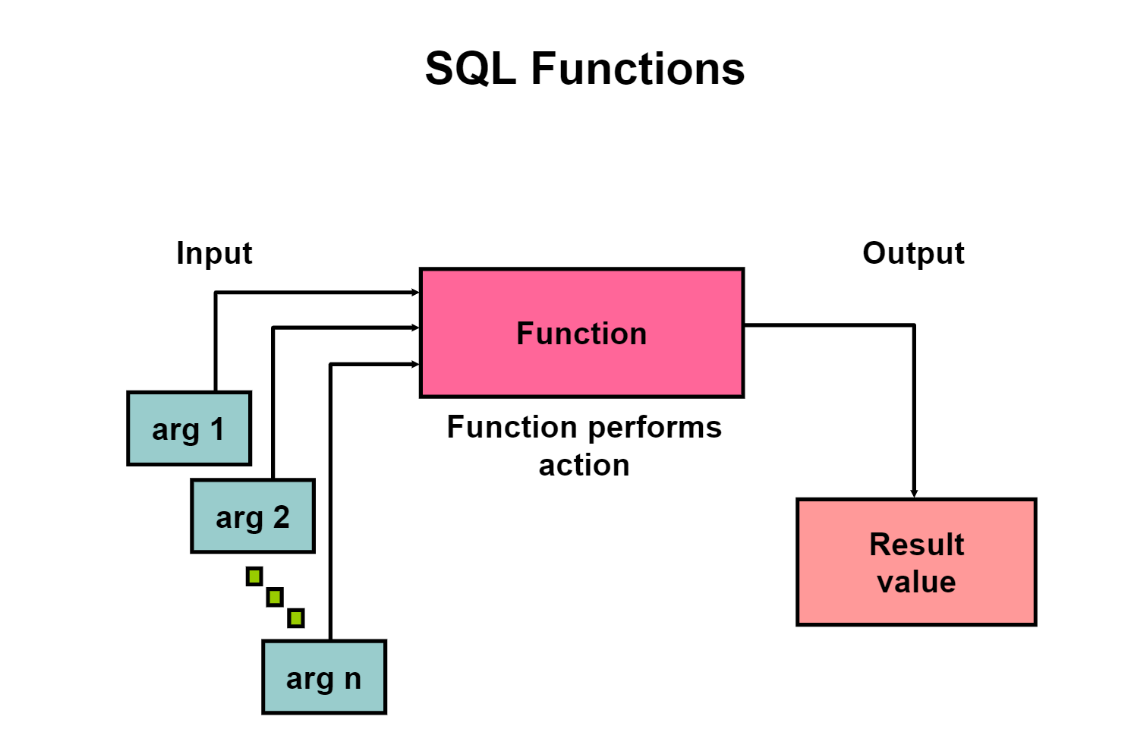 SQL Functions
Input
Output
Function
arg 1
Function performs
action
arg 2
Result
value
arg n